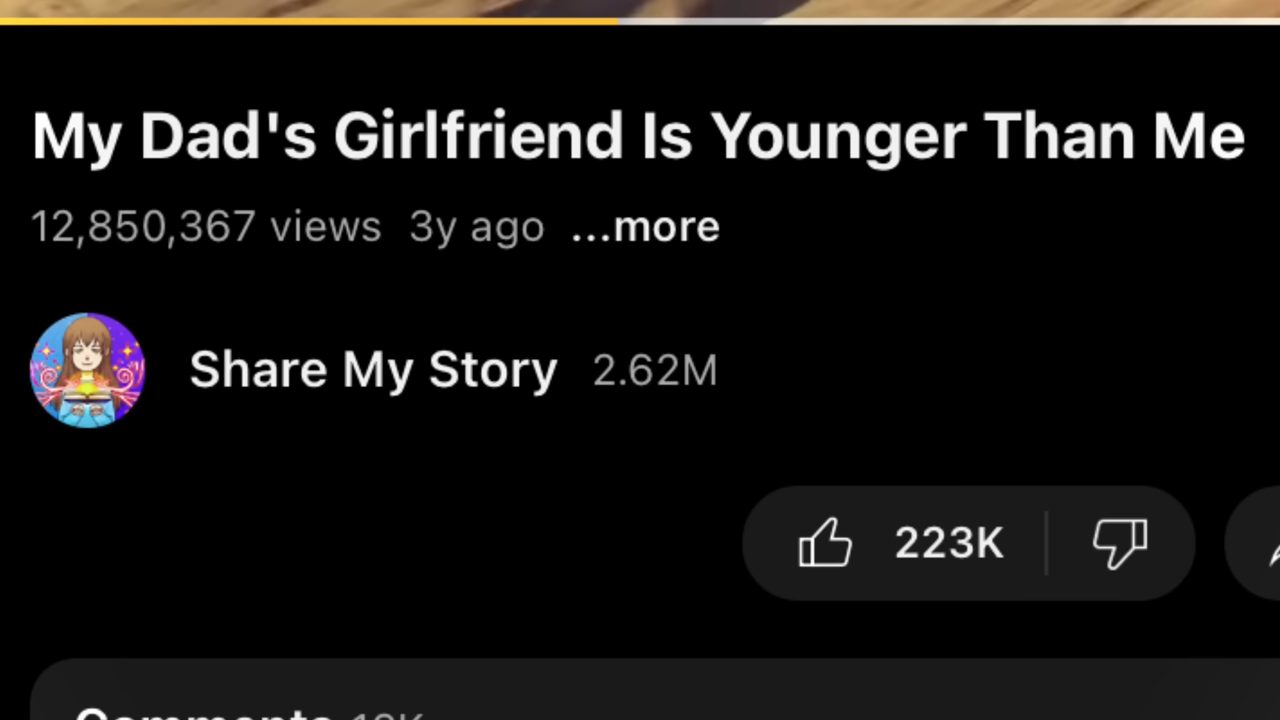 My Dad's Girlfriend Is Younger Than Me
12,850,367 views 3y ago ...more
Share My Story 2.62M
223K
Comments